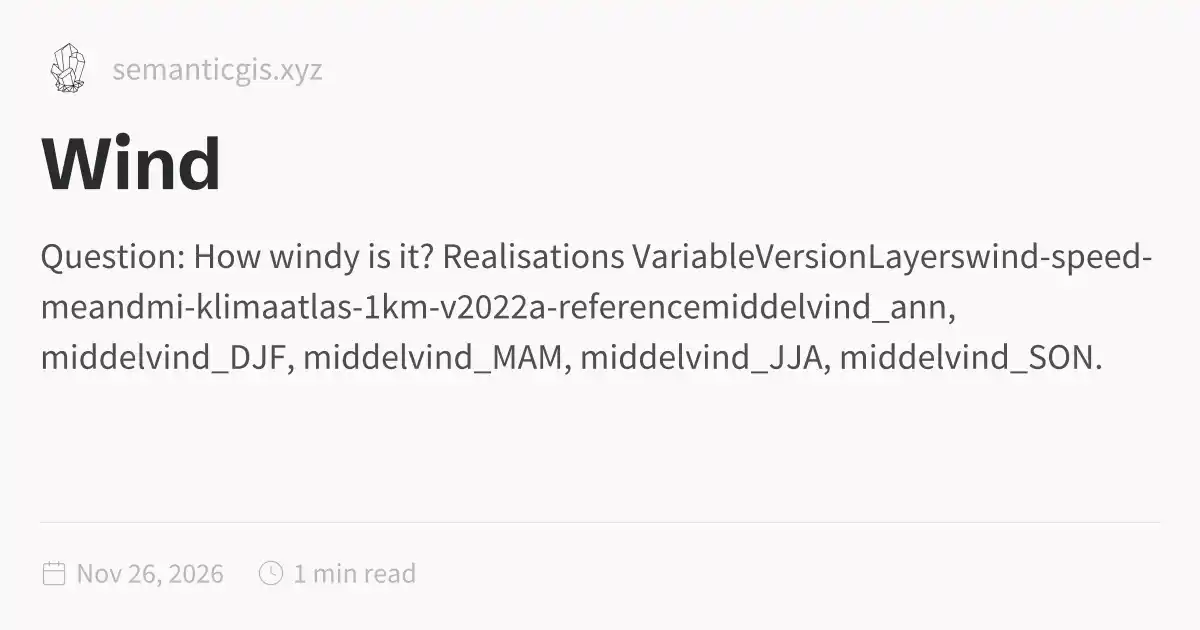 semanticgis.xyz
Wind
Question: How windy is it? Realisations VariableVersionLayerswind-speed-
meandmi-klimaatlas-1km-v2022a-referencemiddelvind_ann,
middelvind_DJF, middelvind_MAM, middelvind_JJA, middelvind_SON.
Nov 26, 2026 1 min read